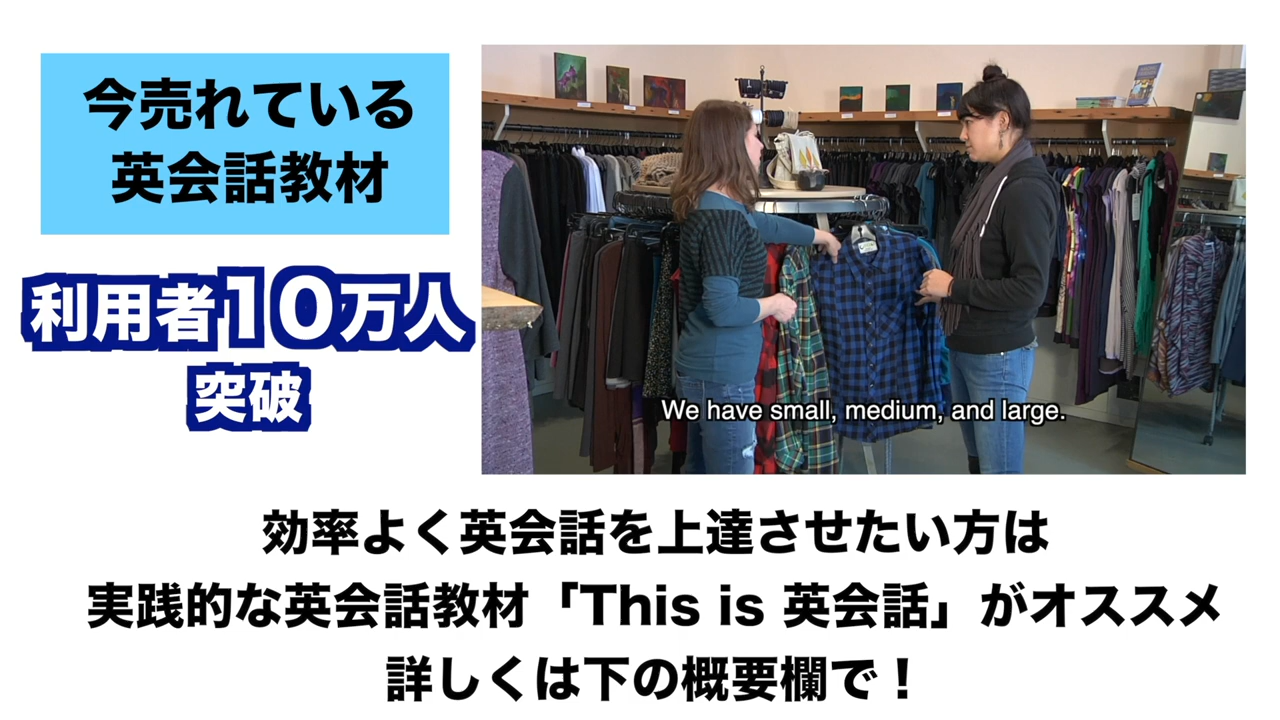 今売れている
英会話教材
利用者10万人
突破
We have small, medium, and large.
効率よく英会話を上達させたい方は
実践的な英会話教材「This is 英会話」がオススメ
詳しくは下の概要欄で！